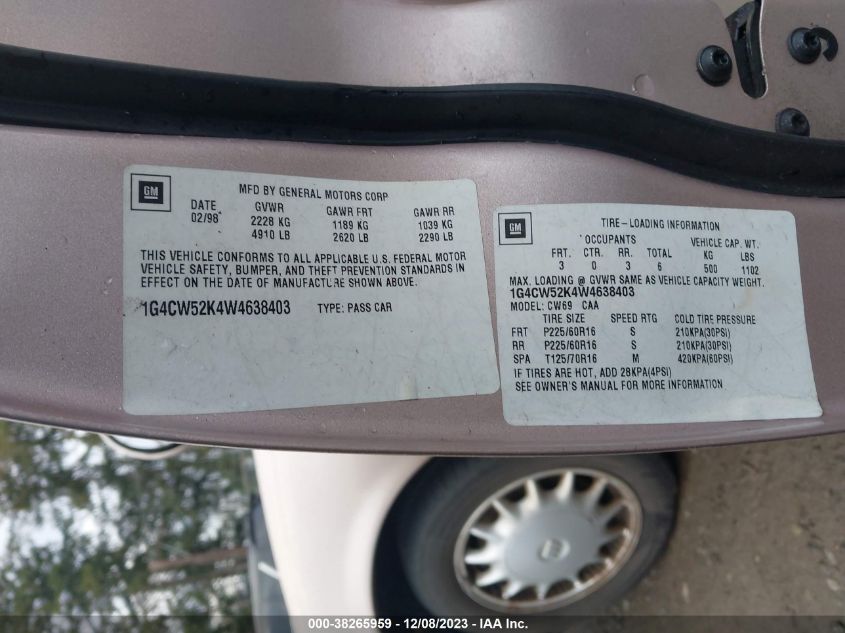 GM
MFD BY GENERAL MOTORS CORP
DATE GVWR GAWR FRT GAWR RR
02/98 2228 KG 1189 KG 1039 KG
4910 LB 2620 LB 2290 LB
THIS VEHICLE CONFORMS TO ALL APPLICABLE U.S. FEDERAL MOTOR
VEHICLE SAFETY, BUMPER, AND THEFT PREVENTION STANDARDS IN
EFFECT ON THE DATE OF MANUFACTURE SHOWN ABOVE.
1G4CW52K4W4638403 TYPE: PASS CAR
GM
TIRE-LOADING INFORMATION
OCCUPANTS VEHICLE CAP. WT.
FRT. CTR. RR. TOTAL KG LBS
3 0 3 6 500 1102
MAX. LOADING @ GVWR SAME AS VEHICLE CAPACITY WEIGHT.
1G4CW52K4W4638403
MODEL: CW69 CAA
TIRE SIZE SPEED RTG COLD TIRE PRESSURE
FRT P225/60R16 S 210KPA(30PSI)
RR P225/60R16 S 210KPA(30PSI)
SPA T125/70R16 M 420KPA(60PSI)
IF TIRES ARE HOT, ADD 28KPA(4PSI)
SEE OWNER'S MANUAL FOR MORE INFORMATION
000-38265959 - 12/08/2023 - IAA Inc.